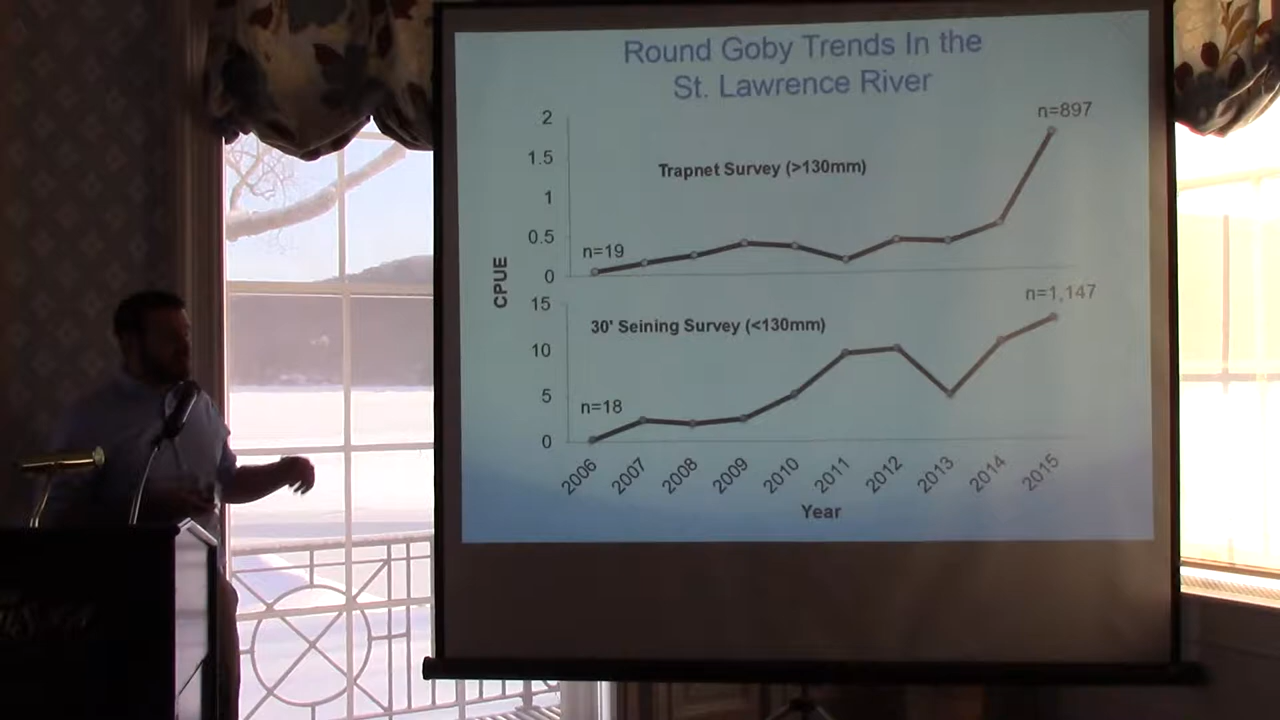 Round Goby Trends In the
St. Lawrence River
n=897
2
1.5
1
0.5
0
Trapnet Survey (>130mm)
n=19
CPUE
n=1,147
15
10
5
0
30' Seining Survey (<130mm)
n=18
2006
2007
2008
2009
2010
2011
2012
2013
2014
2015
Year